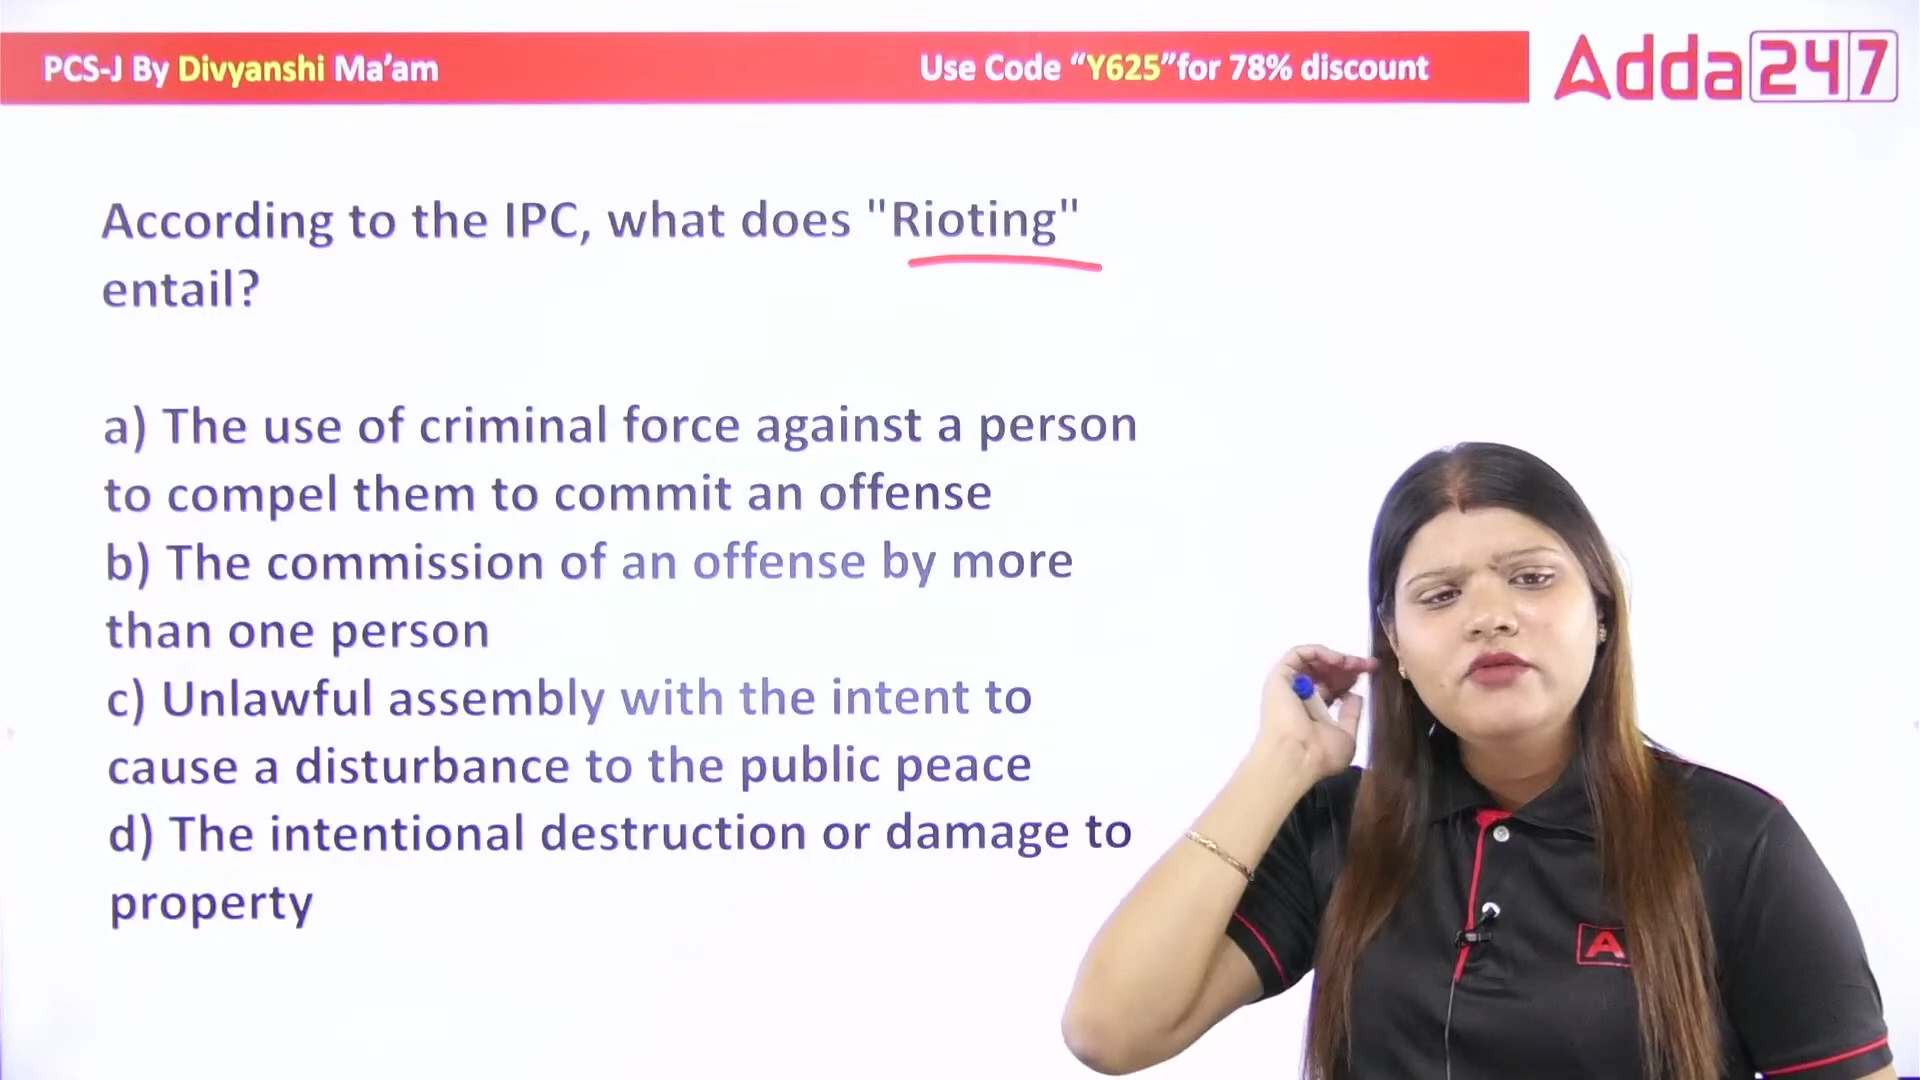 PCS-J By Divyanshi Ma’am
Use Code “Y625”for 78% discount
Adda247
According to the IPC, what does "Rioting"
entail?
a) The use of criminal force against a person
to compel them to commit an offense
b) The commission of an offense by more
than one person
c) Unlawful assembly with the intent to
cause a disturbance to the public peace
d) The intentional destruction or damage to
property
A